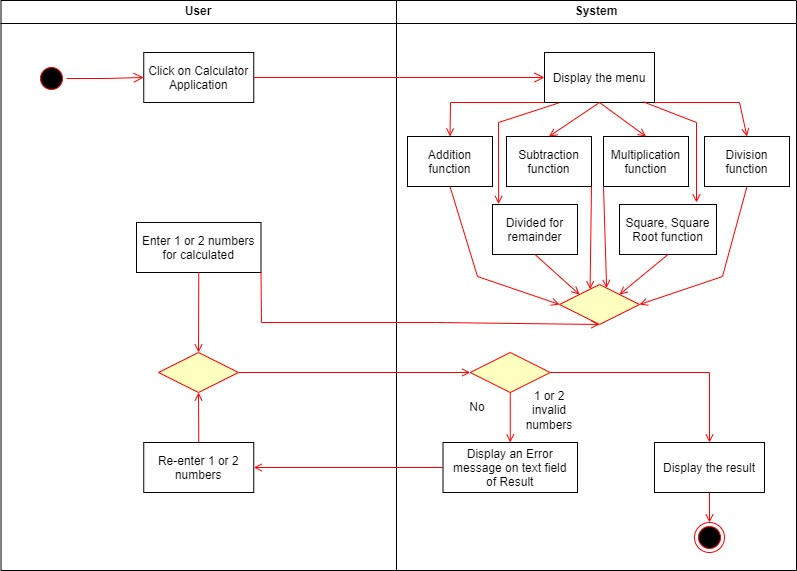 User
System
Click on Calculator
Application
Display the menu
Addition
function
Subtraction
function
Multiplication
function
Division
function
Divided for
remainder
Square, Square
Root function
Enter 1 or 2 numbers
for calculated
No
1 or 2
invalid
numbers
Re-enter 1 or 2
numbers
Display an Error
message on text field
of Result
Display the result